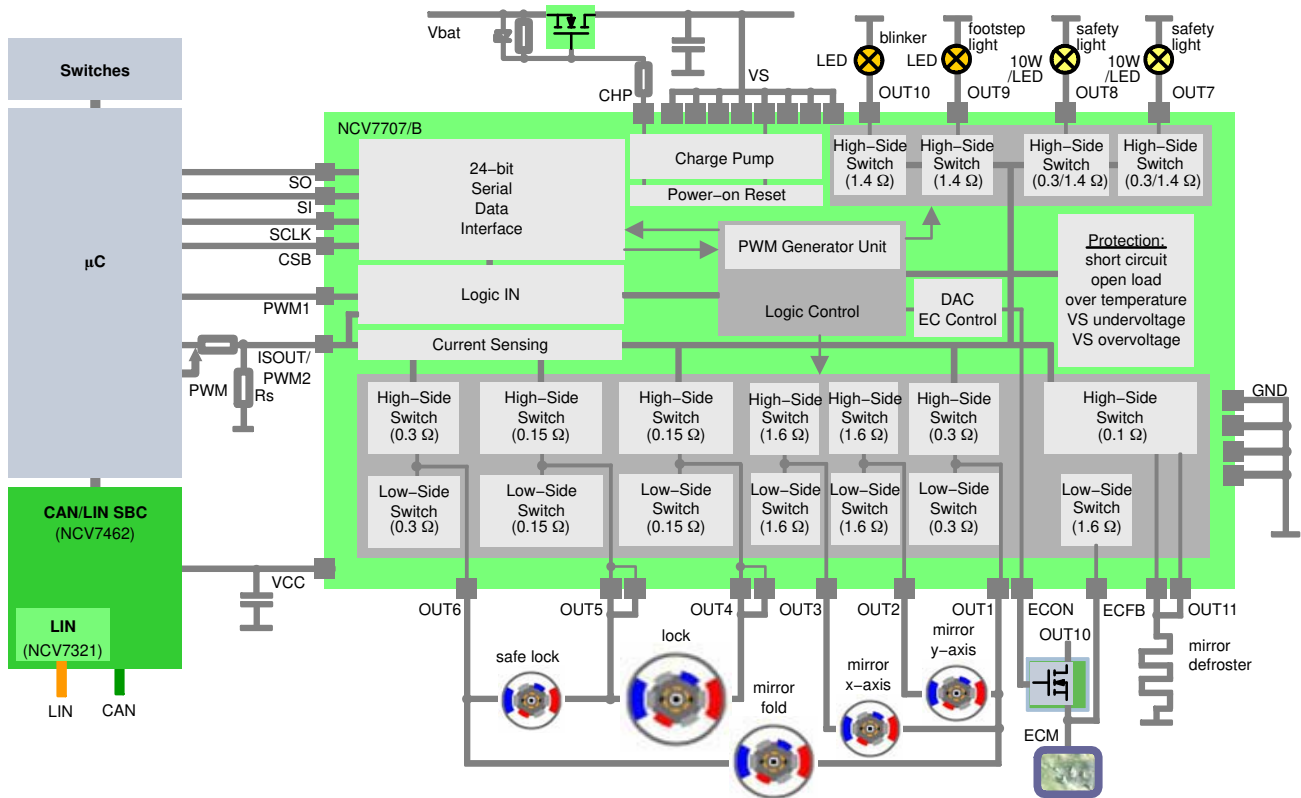 Vbat
CHP
VS
LED
blinker
OUT10
LED
footstep
light
OUT9
10W
/LED
safety
light
OUT8
10W
/LED
safety
light
OUT7
Switches
μC
CAN/LIN SBC
(NCV7462)
LIN
(NCV7321)
LIN
CAN
NCV7707/B
SO
SI
SCLK
CSB
PWM1
ISOUT/
PWM2
PWM
Rs
VCC
24−bit
Serial
Data
Interface
Charge Pump
Power−on Reset
High−Side
Switch
(1.4 Ω)
High−Side
Switch
(1.4 Ω)
High−Side
Switch
(0.3/1.4 Ω)
High−Side
Switch
(0.3/1.4 Ω)
PWM Generator Unit
Logic Control
Logic IN
Current Sensing
DAC
EC Control
Protection:
short circuit
open load
over temperature
VS undervoltage
VS overvoltage
High−Side
Switch
(0.3 Ω)
High−Side
Switch
(0.15 Ω)
High−Side
Switch
(0.15 Ω)
High−Side
Switch
(1.6 Ω)
High−Side
Switch
(1.6 Ω)
High−Side
Switch
(0.3 Ω)
High−Side
Switch
(0.1 Ω)
GND
Low−Side
Switch
(0.3 Ω)
Low−Side
Switch
(0.15 Ω)
Low−Side
Switch
(0.15 Ω)
Low−Side
Switch
(1.6 Ω)
Low−Side
Switch
(1.6 Ω)
Low−Side
Switch
(0.3 Ω)
Low−Side
Switch
(1.6 Ω)
OUT6
OUT5
OUT4
OUT3
OUT2
OUT1
ECON
ECFB
OUT11
safe lock
lock
mirror
fold
mirror
x−axis
mirror
y−axis
OUT10
ECM
mirror
defroster